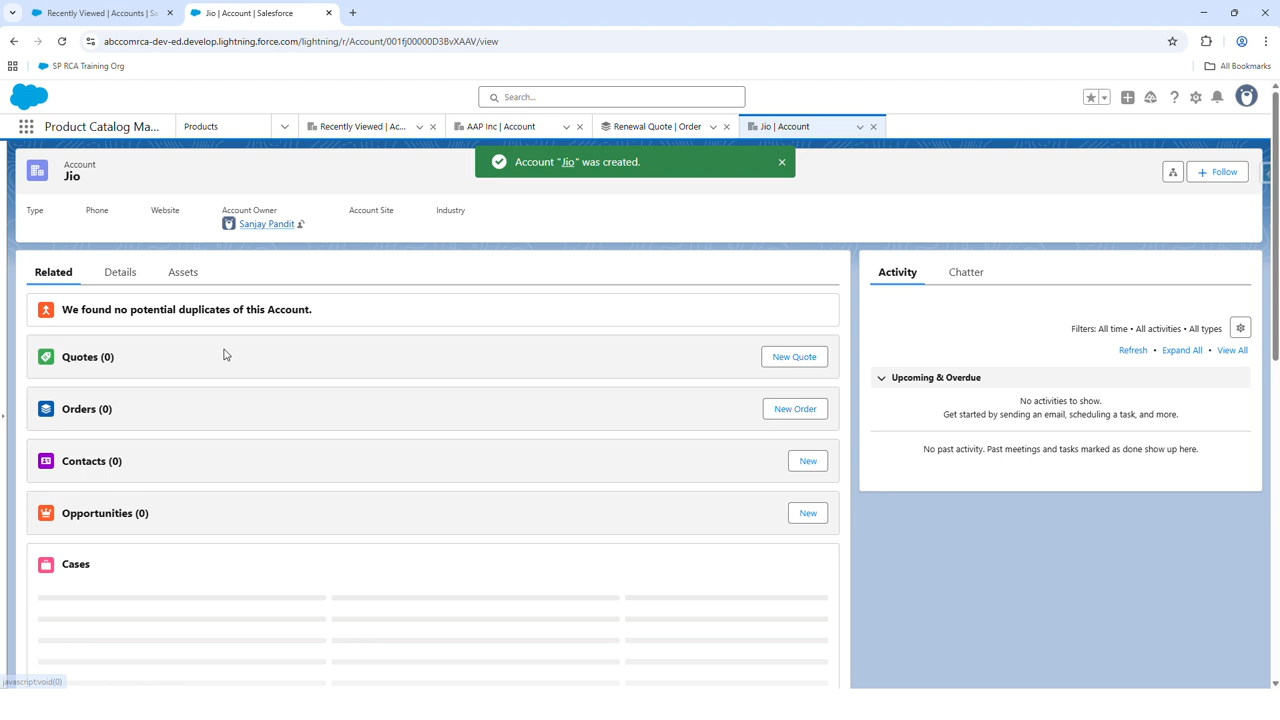 Recently Viewed | Accounts | Sa
Jio | Account | Salesforce
abccomrca-dev-ed.develop.lightning.force.com/lightning/r/Account/001fj00000D3BvXAAV/view
SP RCA Training Org
All Bookmarks
Search...
Product Catalog Ma...
Products
Recently Viewed | Ac...
AAP Inc | Account
Renewal Quote | Order
Jio | Account
Account "Jio" was created.
Account
Jio
Follow
Type
Phone
Website
Account Owner
Account Site
Industry
Sanjay Pandit
Related
Details
Assets
Activity
Chatter
We found no potential duplicates of this Account.
Filters: All time • All activities • All types
Refresh • Expand All • View All
Quotes (0)
New Quote
Upcoming & Overdue
No activities to show.
Get started by sending an email, scheduling a task, and more.
Orders (0)
New Order
No past activity. Past meetings and tasks marked as done show up here.
Contacts (0)
New
Opportunities (0)
New
Cases
javascript:void(0)